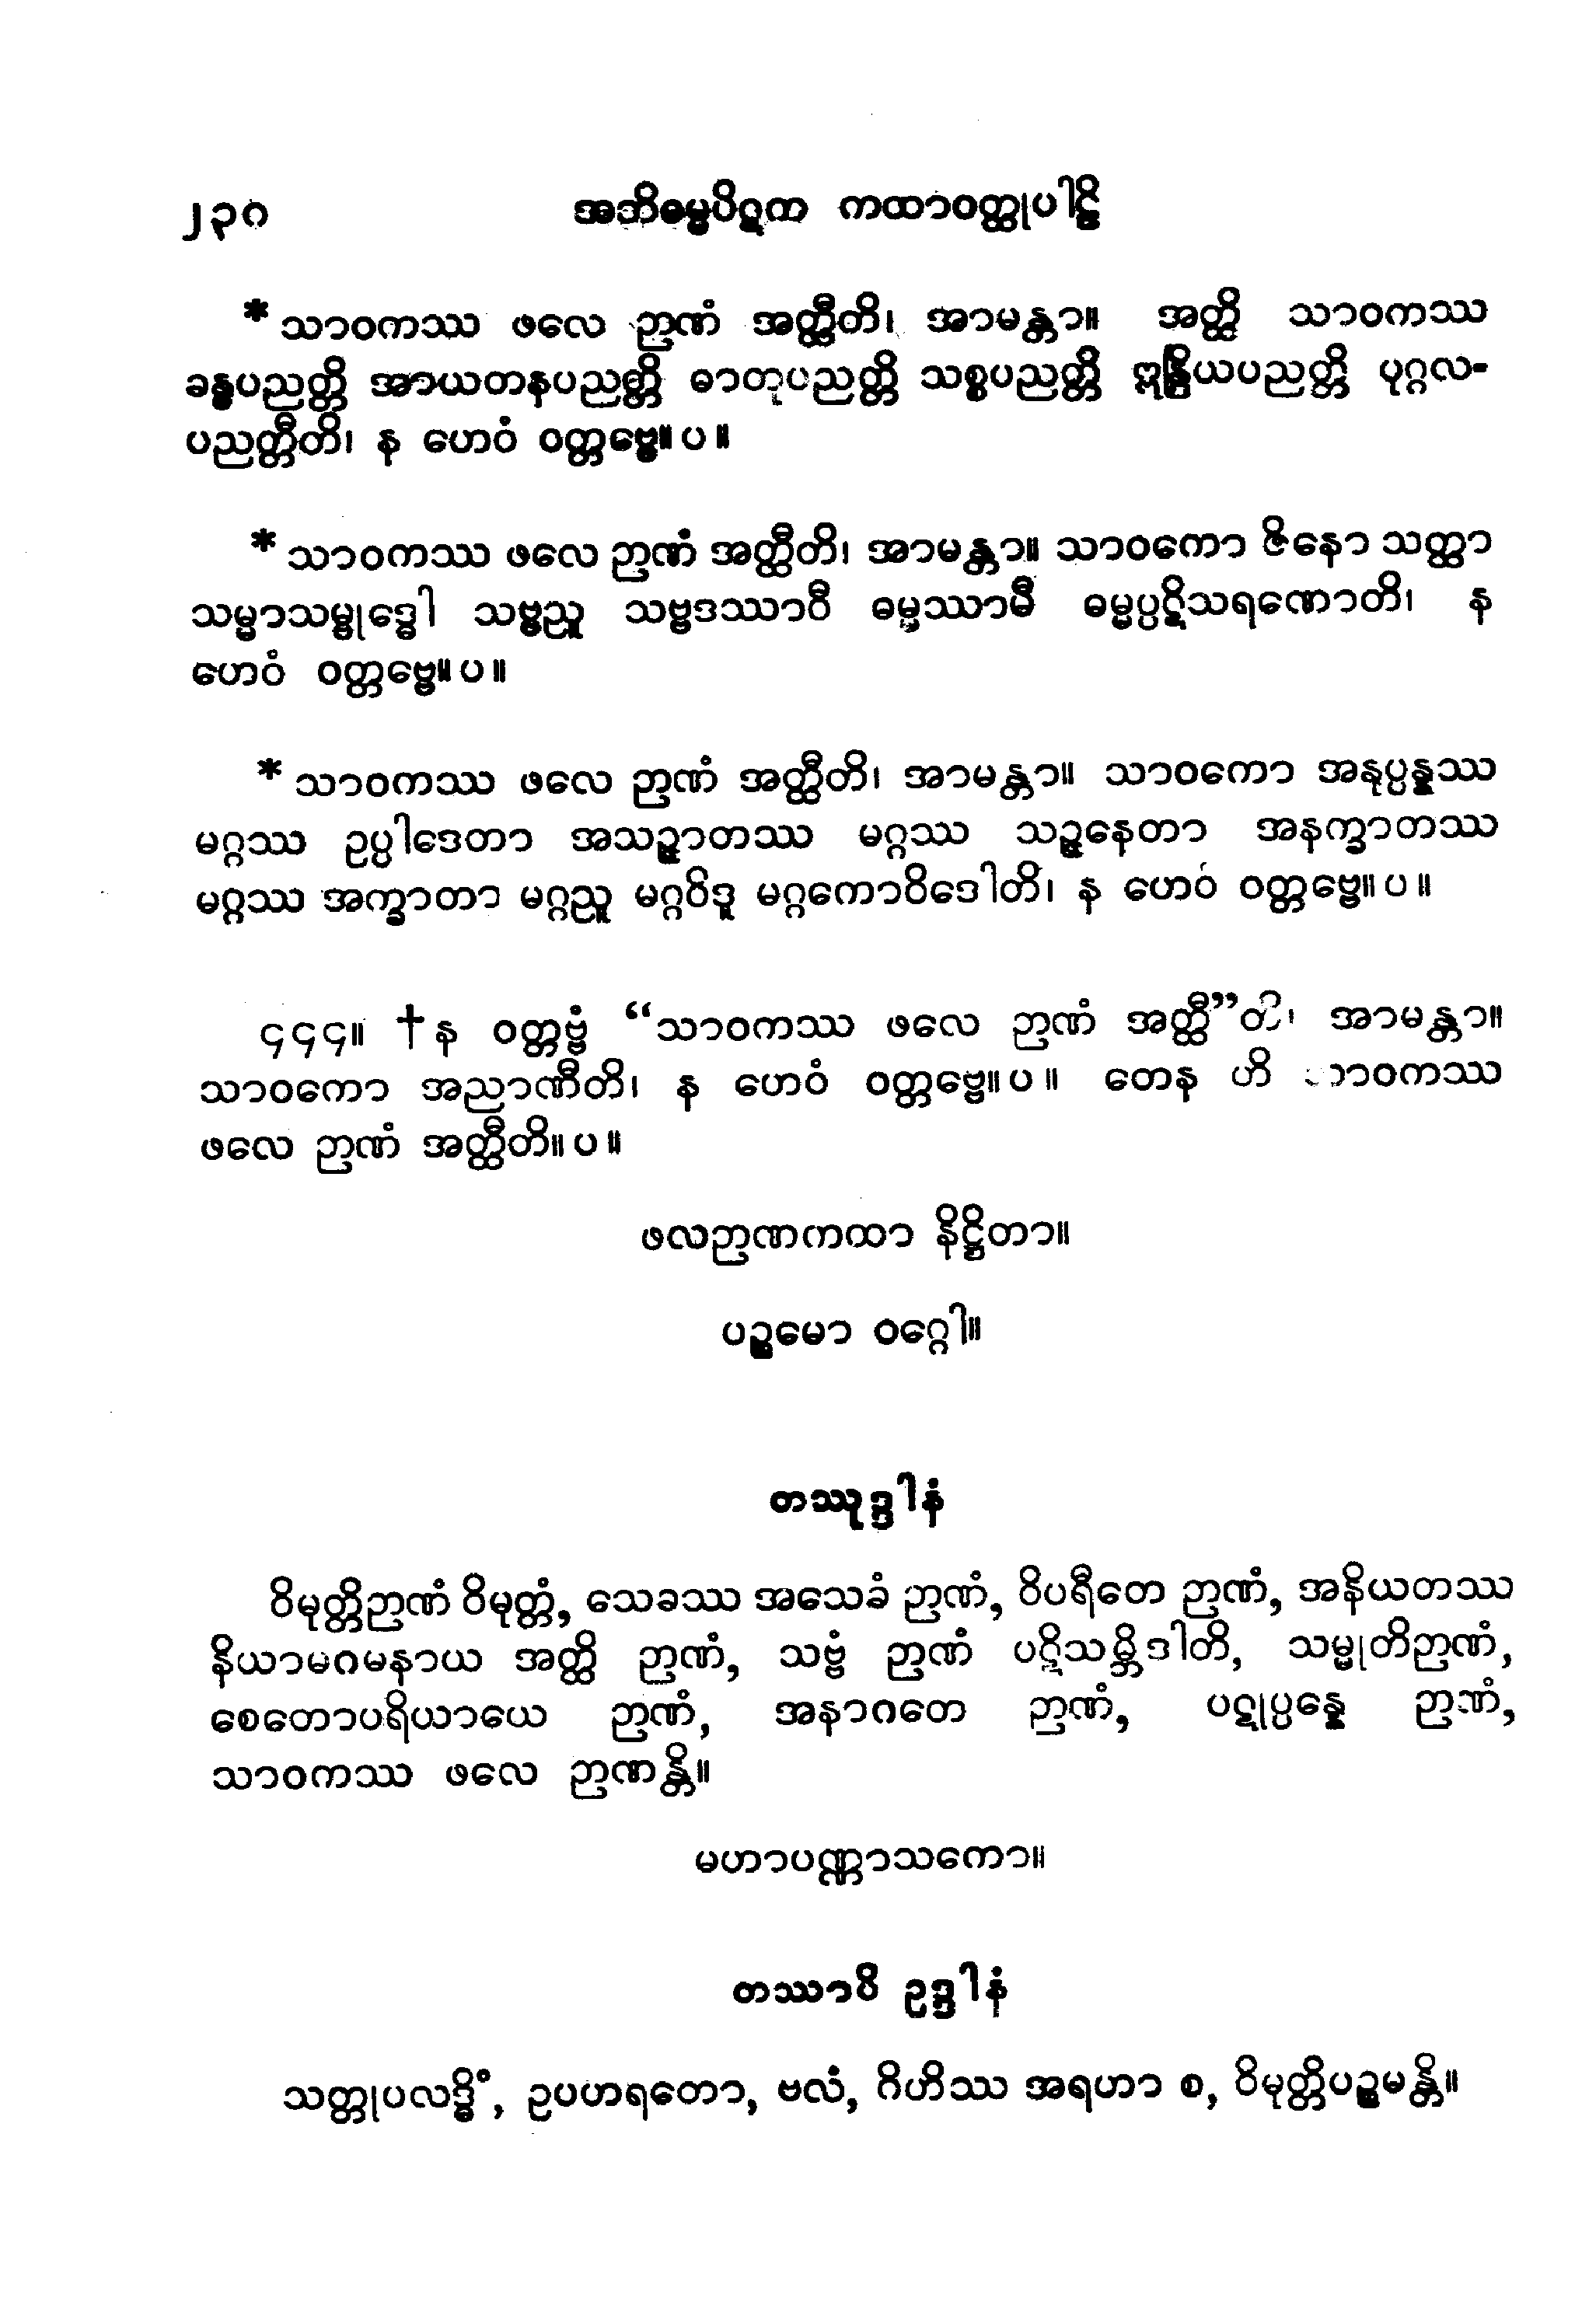 ၂၃၀ အဘိဓမ္မပိဋက ကထာဝတ္ထုပါဠိ
* သာဝကဿ ဖလေ ဉာဏံ အတ္ထီတိ၊ အာမန္တာ။ အတ္ထိ သာဝကဿ
ခန္ဓပညတ္တိ အာယတနပညတ္တိ ဓာတုပညတ္တိ သစ္စပညတ္တိ ဣန္ဒြိယပညတ္တိ ပုဂ္ဂလ-
ပညတ္တီတိ၊ န ဟေဝံ ဝတ္တဗ္ဗေ။ ပ ။
* သာဝကဿ ဖလေ ဉာဏံ အတ္ထီတိ၊ အာမန္တာ။ သာဝကော ဇိနော သတ္ထာ
သမ္မာသမ္ဗုဒ္ဓေါ သဗ္ဗညူ သဗ္ဗဒဿာဝီ ဓမ္မဿာမီ ဓမ္မပ္ပဋိသရဏောတိ၊ န
ဟေဝံ ဝတ္တဗ္ဗေ။ ပ ။
* သာဝကဿ ဖလေ ဉာဏံ အတ္ထီတိ၊ အာမန္တာ။ သာဝကော အနုပ္ပန္နဿ
မဂ္ဂဿ ဥပ္ပါဒေတာ အသဉ္ဇာတဿ မဂ္ဂဿ သဉ္ဇနေတာ အနက္ခာတဿ
မဂ္ဂဿ အက္ခာတာ မဂ္ဂညူ မဂ္ဂဝိဒူ မဂ္ဂကောဝိဒေါတိ၊ န ဟေဝံ ဝတ္တဗ္ဗေ။ ပ ။
၄၄၄။ † န ဝတ္တဗ္ဗံ “သာဝကဿ ဖလေ ဉာဏံ အတ္ထီ”တိ၊ အာမန္တာ။
သာဝကော အညာဏီတိ၊ န ဟေဝံ ဝတ္တဗ္ဗေ။ ပ ။ တေန ဟိ သာဝကဿ
ဖလေ ဉာဏံ အတ္ထီတိ။ ပ ။
ဖလဉာဏကထာ နိဋ္ဌိတာ။
ပဉ္စမော ဝဂ္ဂေါ။
တဿုဒ္ဒါနံ
ဝိမုတ္တိဉာဏံ ဝိမုတ္တံ, သေခဿ အသေခံ ဉာဏံ, ဝိပရီတေ ဉာဏံ, အနိယတဿ
နိယာမဂမနာယ အတ္ထိ ဉာဏံ, သဗ္ဗံ ဉာဏံ ပဋိသမ္ဘိဒါတိ, သမ္မုတိဉာဏံ,
စေတောပရိယာယေ ဉာဏံ, အနာဂတေ ဉာဏံ, ပဋုပ္ပန္နေ ဉာဏံ,
သာဝကဿ ဖလေ ဉာဏန္တိ။
မဟာပဏ္ဏာသကော။
တဿာပိ ဥဒ္ဒါနံ
သတ္တုပလဒ္ဓိံ, ဥပဟရတော, ဗလံ, ဂိဟိဿ အရဟာ စ, ဝိမုတ္တိပဉ္စမန္တိ။